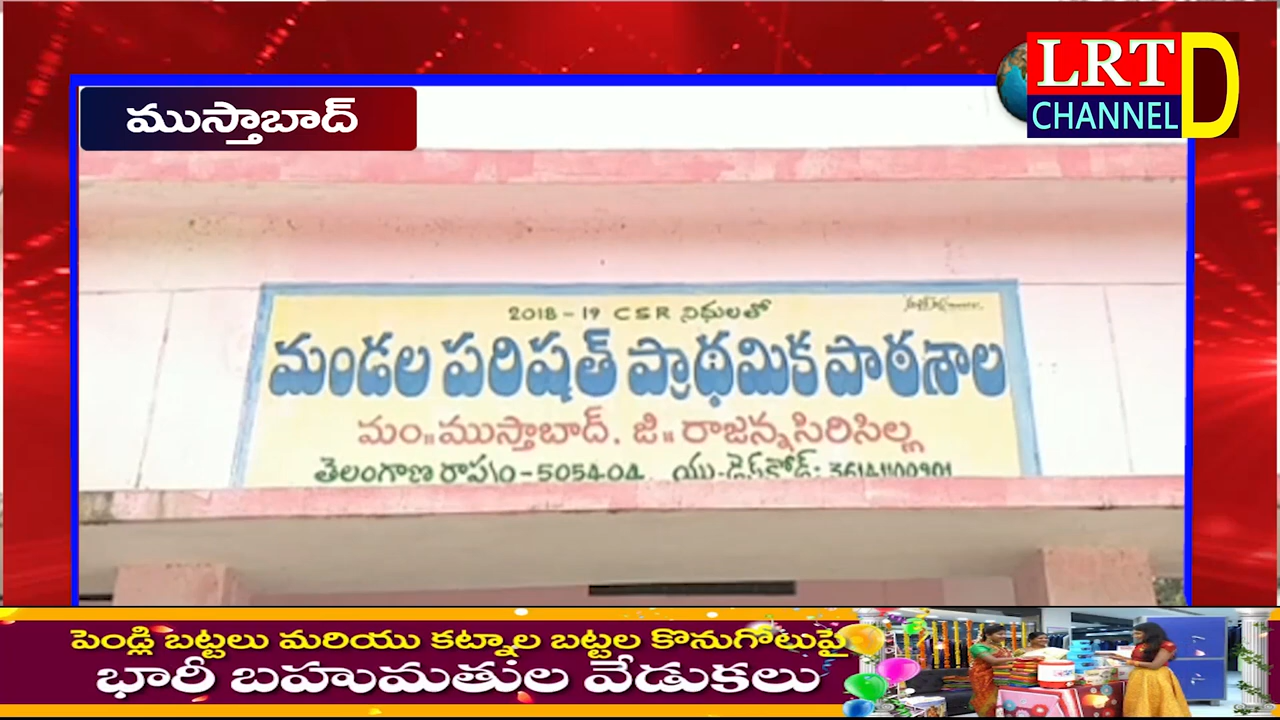 ముస్తాబాద్
LRT D
CHANNEL
2018-19 CSR నిధులతో
మండల పరిషత్ ప్రాథమిక పాఠశాల
మం॥ముస్తాబాద్. జి॥ రాజన్నసిరిసిల్ల
తెలంగాణ రాష్ట్రం-505404. యు-డైస్‌కోడ్:
పెండ్లి బట్టలు మరియు కట్నాల బట్టల కొనుగోటుపై
భారీ బహుమతుల వేడుకలు